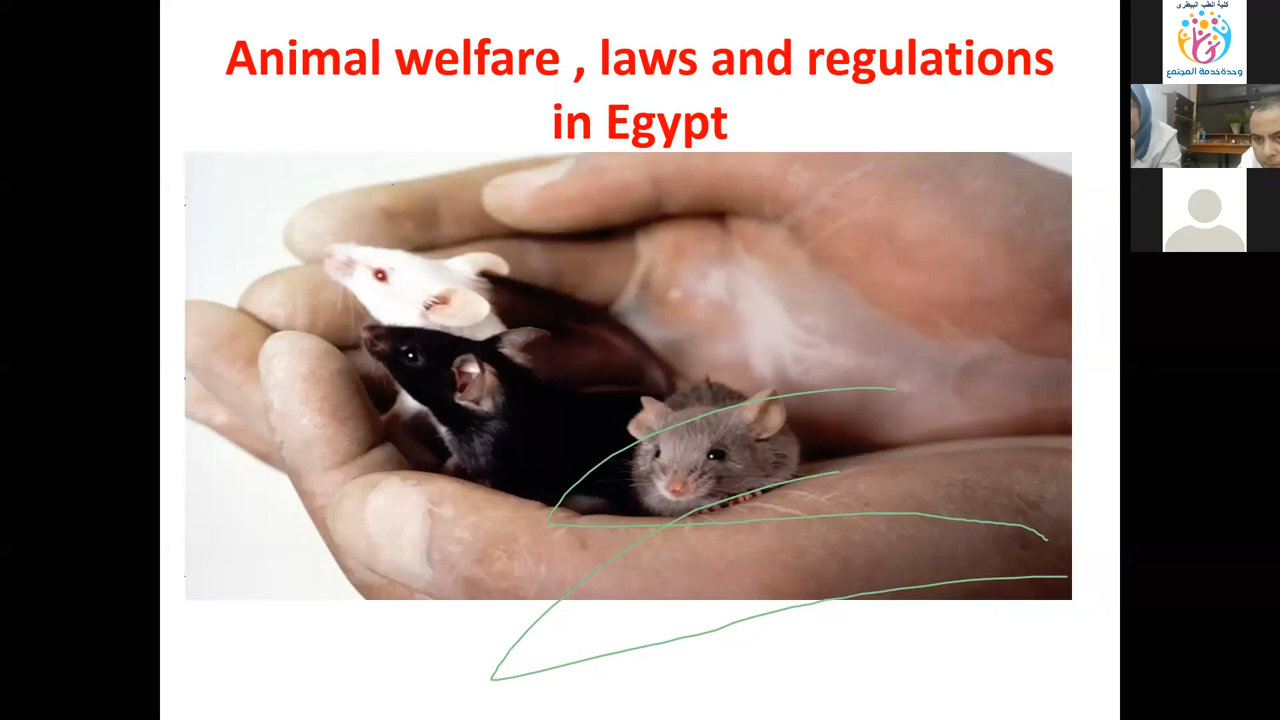 Animal welfare , laws and regulations
in Egypt
كلية الطب البيطرى
وحدة خدمة المجتمع